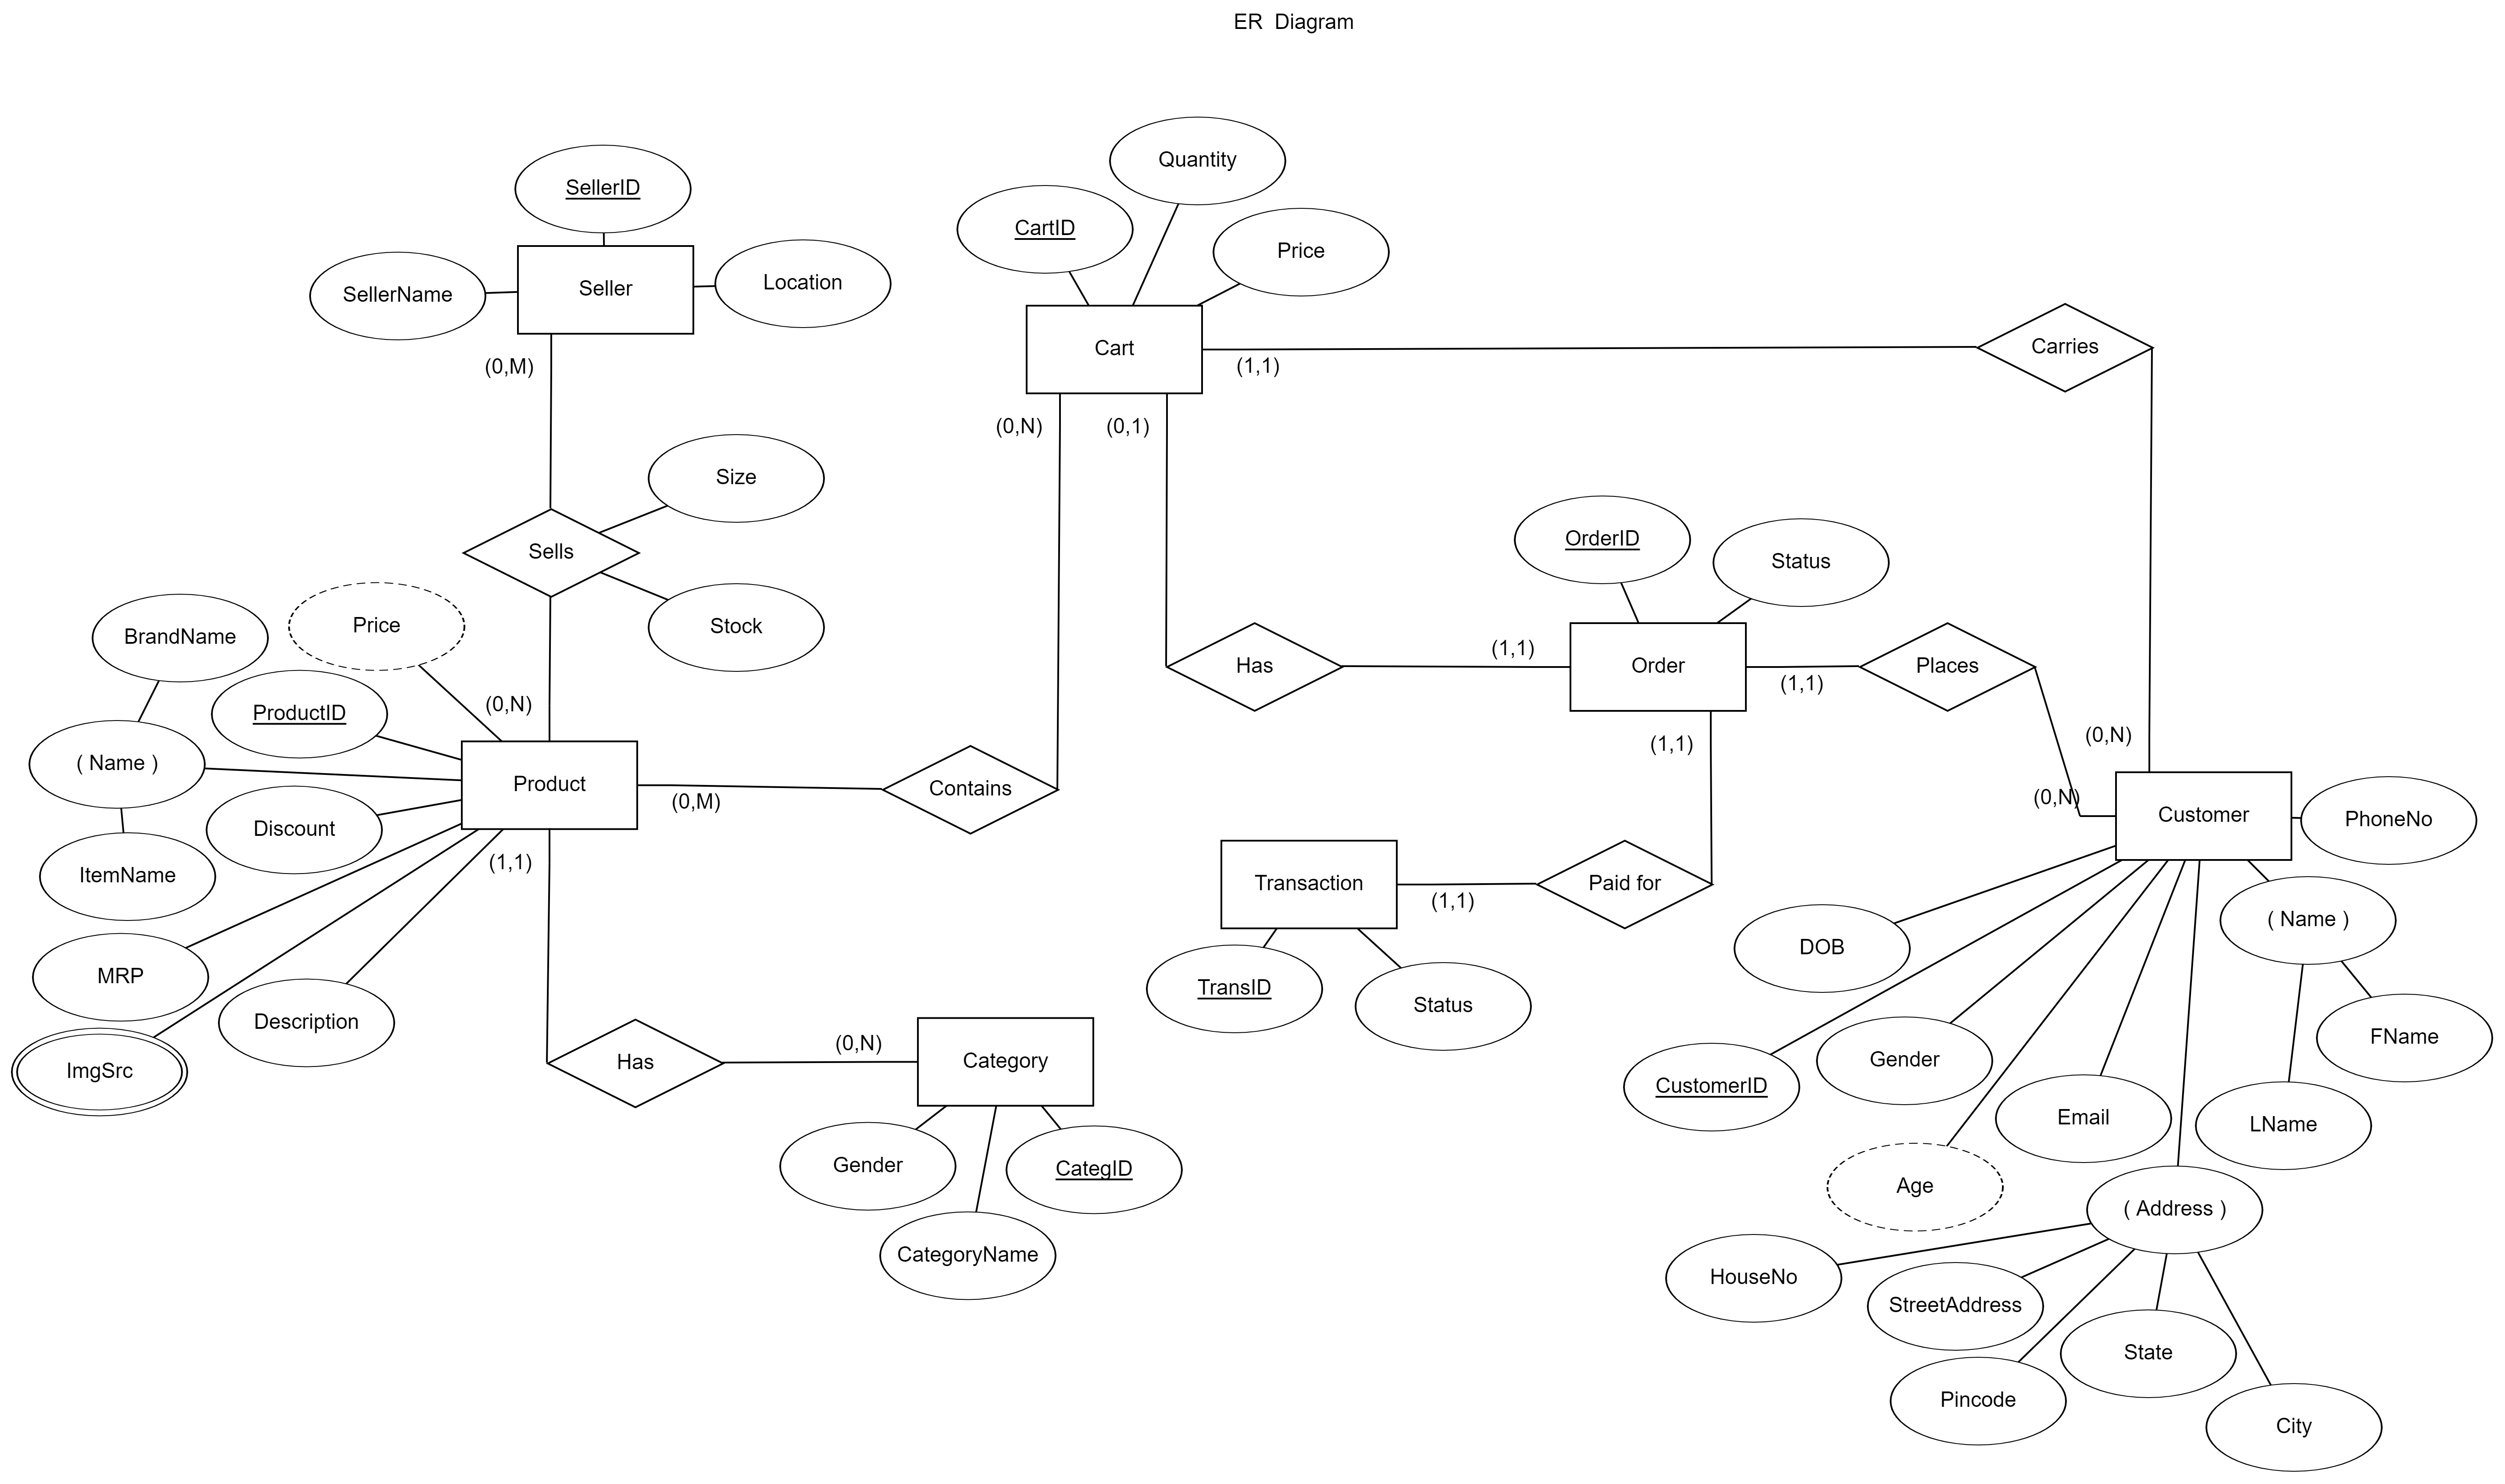 ER  Diagram
Quantity
SellerID
CartID
Price
SellerName
Seller
Location
Cart
Carries
(0,M)
(1,1)
(0,N)
(0,1)
Size
Sells
OrderID
Status
Price
BrandName
Stock
(1,1)
Has
Order
Places
(1,1)
ProductID
(0,N)
(0,N)
(1,1)
( Name )
Product
Contains
(0,M)
(0,N)
Customer
PhoneNo
Discount
ItemName
(1,1)
Transaction
(1,1)
Paid for
( Name )
DOB
MRP
TransID
Status
Description
FName
ImgSrc
Has
(0,N)
Category
Gender
CustomerID
Email
LName
Gender
CategID
Age
( Address )
CategoryName
HouseNo
StreetAddress
State
Pincode
City